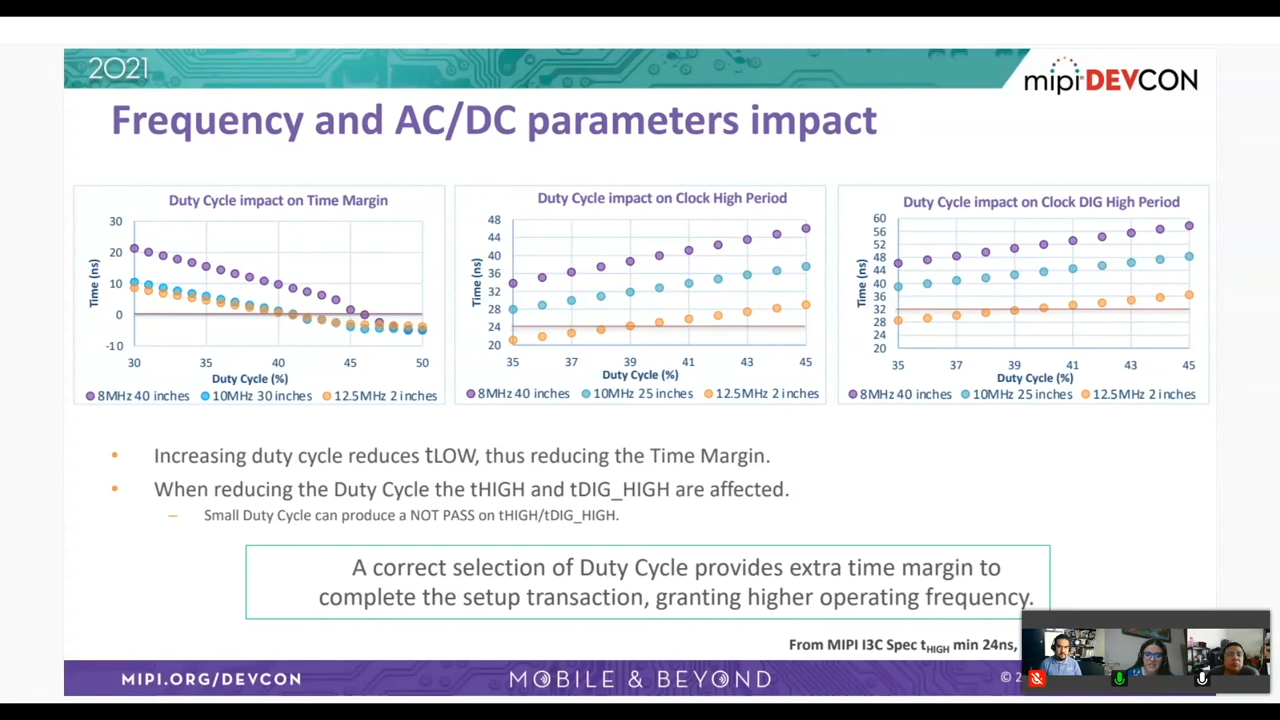 2021
mipi DEVCON
Frequency and AC/DC parameters impact
Duty Cycle impact on Time Margin
30
20
10
0
-10
Time (ns)
30 35 40 45 50
Duty Cycle (%)
8MHz 40 inches 10MHz 30 inches 12.5MHz 2 inches
Duty Cycle impact on Clock High Period
48
44
40
36
32
28
24
20
Time (ns)
35 37 39 41 43 45
Duty Cycle (%)
8MHz 40 inches 10MHz 25 inches 12.5MHz 2 inches
Duty Cycle impact on Clock DIG High Period
60
56
52
48
44
40
36
32
28
24
20
Time (ns)
35 37 39 41 43 45
Duty Cycle (%)
8MHz 40 inches 10MHz 25 inches 12.5MHz 2 inches
• Increasing duty cycle reduces tLOW, thus reducing the Time Margin.
• When reducing the Duty Cycle the tHIGH and tDIG_HIGH are affected.
– Small Duty Cycle can produce a NOT PASS on tHIGH/tDIG_HIGH.
A correct selection of Duty Cycle provides extra time margin to
complete the setup transaction, granting higher operating frequency.
From MIPI I3C Spec tHIGH min 24ns,
MIPI.ORG/DEVCON
MOBILE & BEYOND
© 2